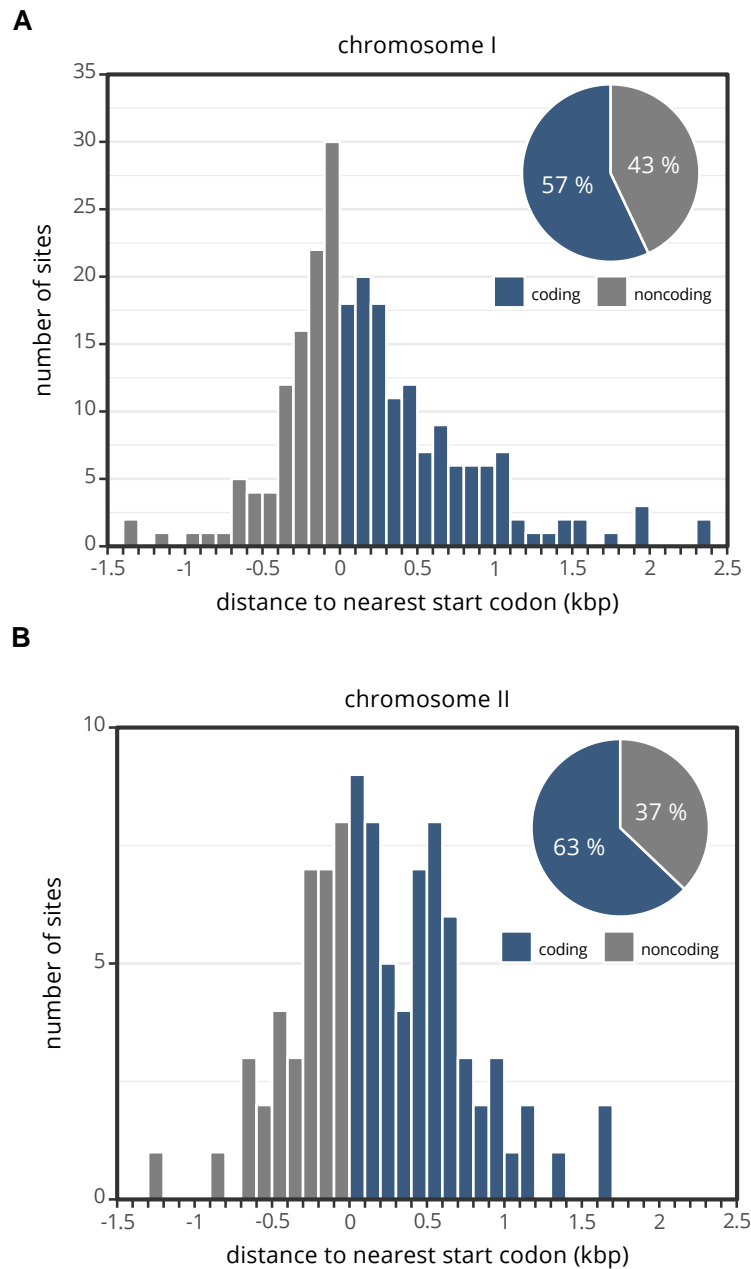 A
chromosome I
35
30
25
20
15
10
5
0
number of sites
57 %
43 %
coding
noncoding
-1.5 -1 -0.5 0 0.5 1 1.5 2 2.5
distance to nearest start codon (kbp)
B
chromosome II
10
5
0
number of sites
63 %
37 %
coding
noncoding
-1.5 -1 -0.5 0 0.5 1 1.5 2 2.5
distance to nearest start codon (kbp)